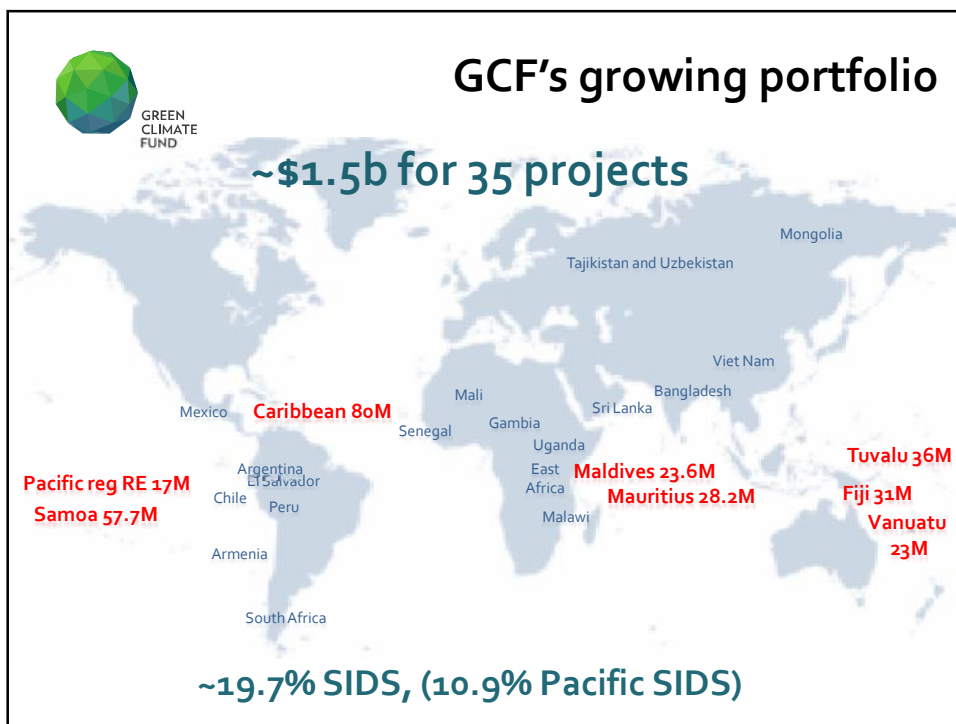 GREEN
CLIMATE
FUND
GCF's growing portfolio
~$1.5b for 35 projects
Mongolia
Tajikistan and Uzbekistan
Viet Nam
Bangladesh
Mali
Sri Lanka
Mexico
Caribbean 80M
Gambia
Senegal
Uganda
Tuvalu 36M
Argentina
East
Africa
Maldives 23.6M
Pacific reg RE 17M
El Salvador
Chile
Mauritius 28.2M
Fiji 31M
Peru
Samoa 57.7M
Malawi
Vanuatu
23M
Armenia
South Africa
~19.7% SIDS, (10.9% Pacific SIDS)